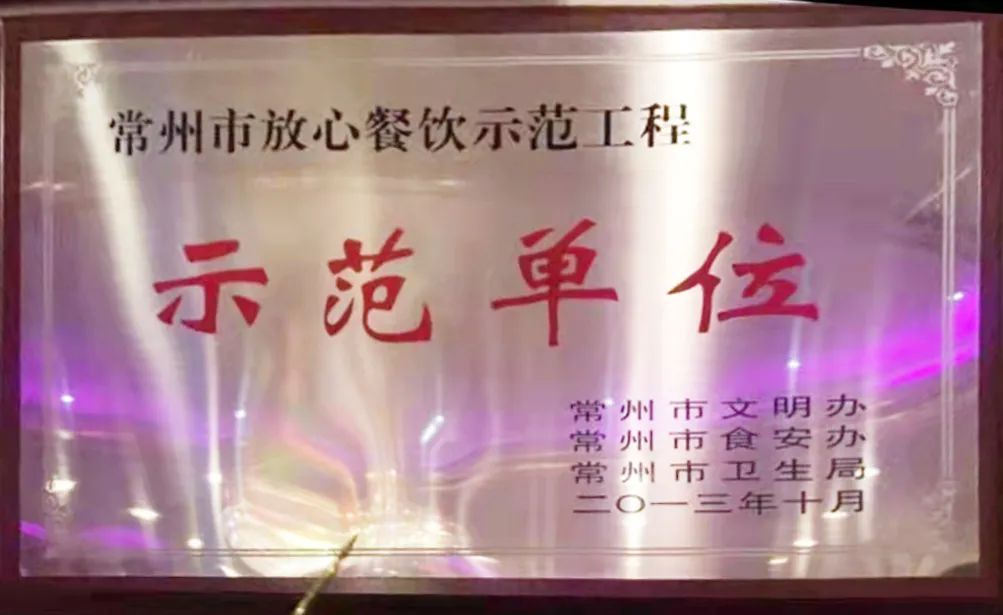 常州市放心餐饮示范工程
示范单位
常州市文明办
常州市食安办
常州市卫生局
二〇一三年十月